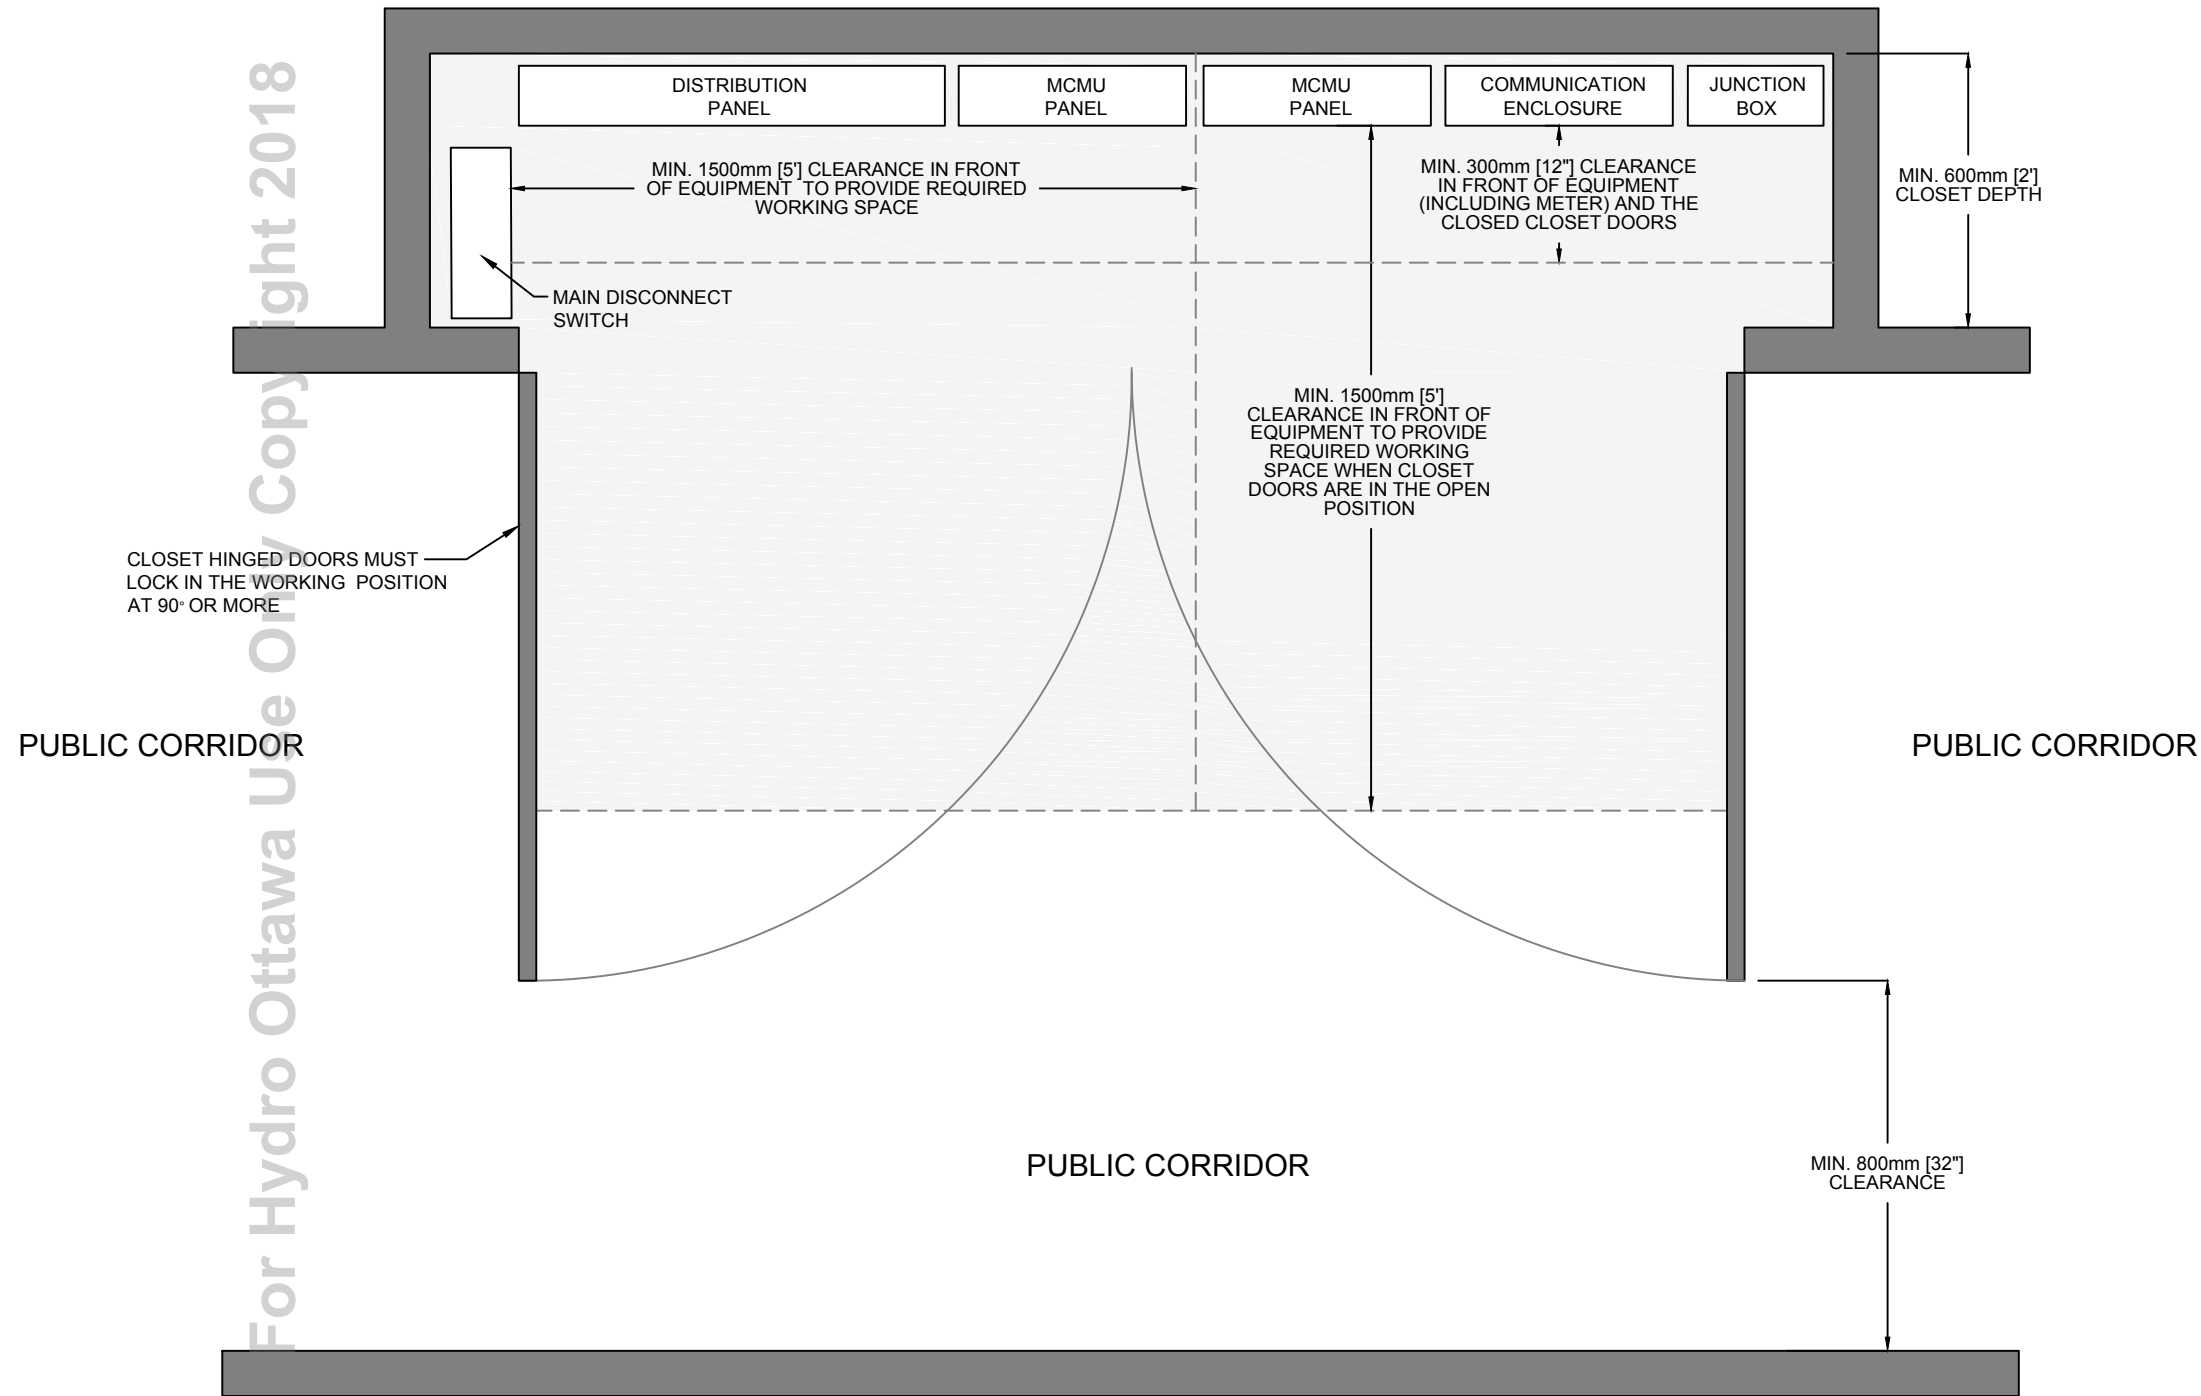 DISTRIBUTION
PANEL
MCMU
PANEL
MCMU
PANEL
COMMUNICATION
ENCLOSURE
JUNCTION
BOX
MIN. 1500mm [5'] CLEARANCE IN FRONT
OF EQUIPMENT TO PROVIDE REQUIRED
WORKING SPACE
MIN. 300mm [12"] CLEARANCE
IN FRONT OF EQUIPMENT
(INCLUDING METER) AND THE
CLOSED CLOSET DOORS
MIN. 600mm [2']
CLOSET DEPTH
MAIN DISCONNECT
SWITCH
MIN. 1500mm [5']
CLEARANCE IN FRONT OF
EQUIPMENT TO PROVIDE
REQUIRED WORKING
SPACE WHEN CLOSET
DOORS ARE IN THE OPEN
POSITION
CLOSET HINGED DOORS MUST
LOCK IN THE WORKING POSITION
AT 90° OR MORE
PUBLIC CORRIDOR
PUBLIC CORRIDOR
PUBLIC CORRIDOR
MIN. 800mm [32"]
CLEARANCE
For Hydro Ottawa Use Only Copyright 2018